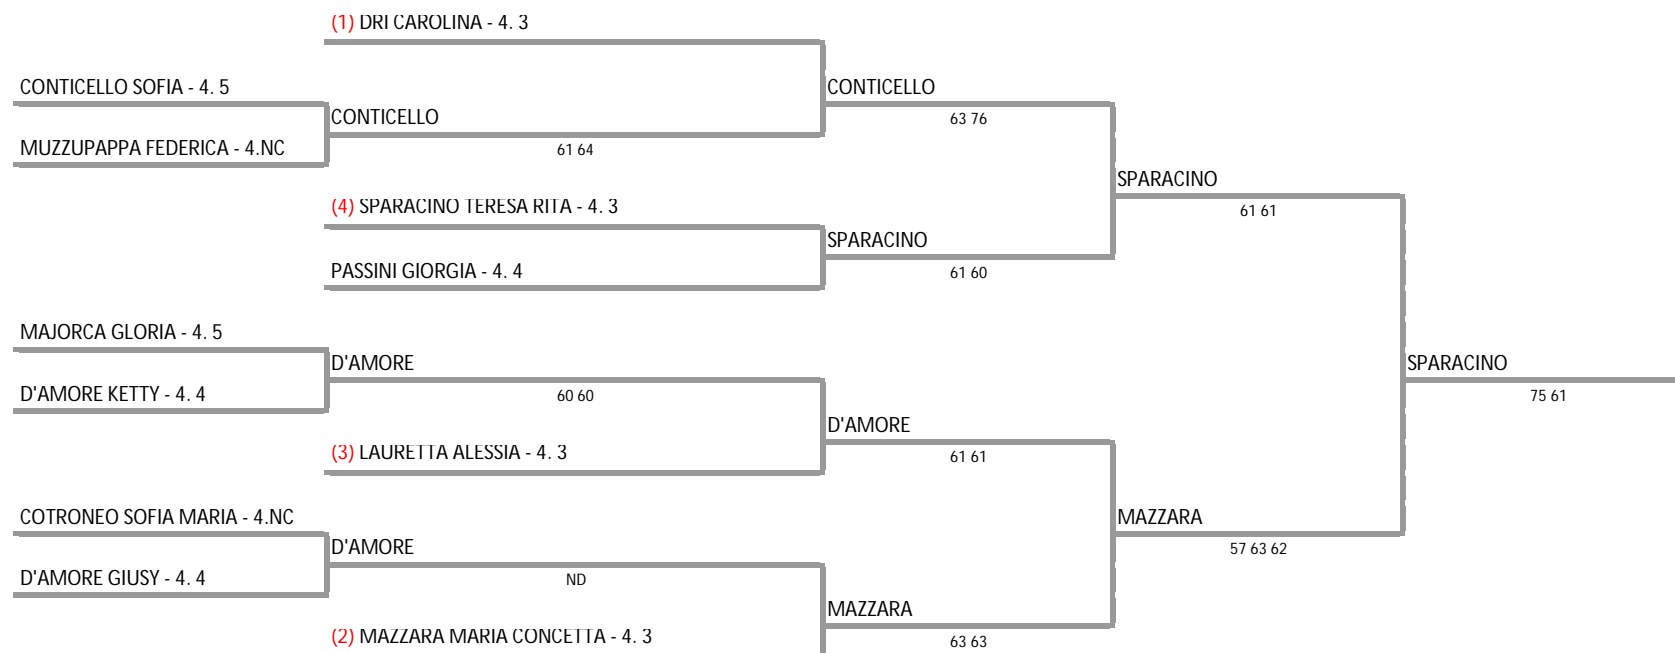 (1) DRI CAROLINA - 4. 3
CONTICELLO SOFIA - 4. 5
CONTICELLO
CONTICELLO
63 76
MUZZUPAPPA FEDERICA - 4.NC
61 64
SPARACINO
61 61
(4) SPARACINO TERESA RITA - 4. 3
SPARACINO
61 60
PASSINI GIORGIA - 4. 4
MAJORCA GLORIA - 4. 5
D'AMORE
60 60
SPARACINO
75 61
D'AMORE KETTY - 4. 4
D'AMORE
61 61
(3) LAURETTA ALESSIA - 4. 3
COTRONEO SOFIA MARIA - 4.NC
MAZZARA
57 63 62
D'AMORE
ND
D'AMORE GIUSY - 4. 4
MAZZARA
63 63
(2) MAZZARA MARIA CONCETTA - 4. 3